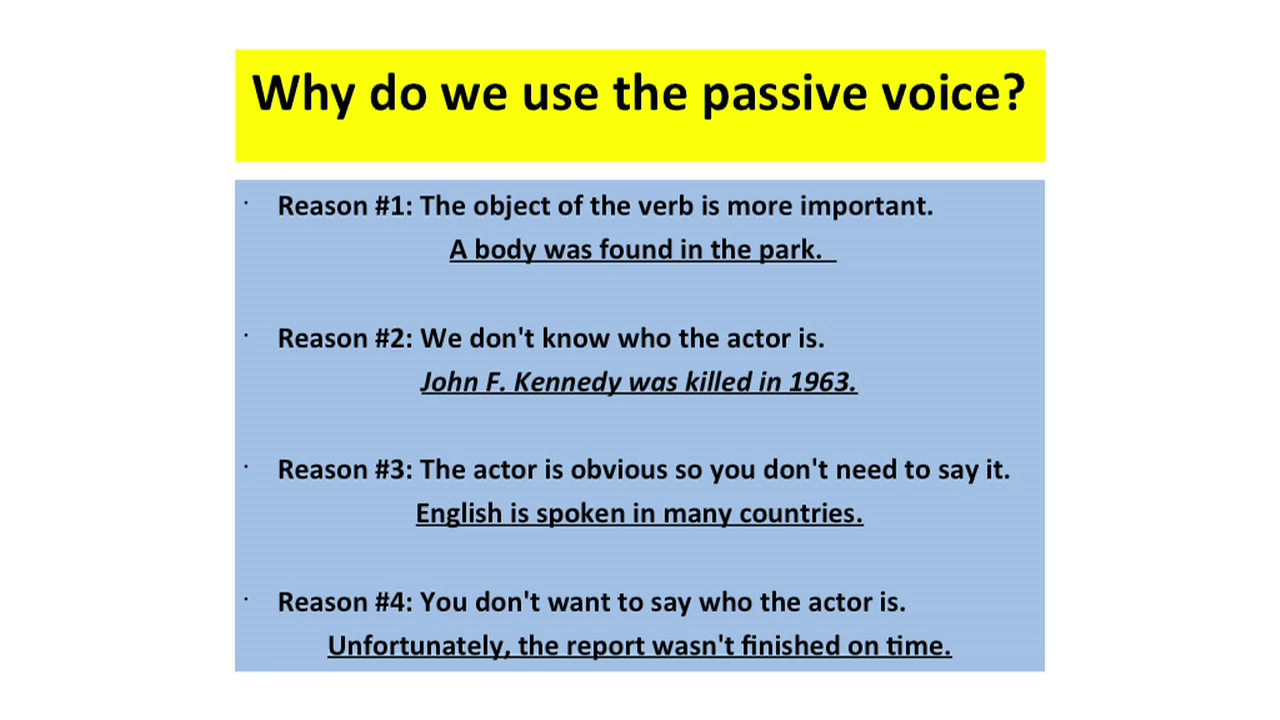 Why do we use the passive voice?
· Reason #1: The object of the verb is more important.
A body was found in the park.
· Reason #2: We don't know who the actor is.
John F. Kennedy was killed in 1963.
· Reason #3: The actor is obvious so you don't need to say it.
English is spoken in many countries.
· Reason #4: You don't want to say who the actor is.
Unfortunately, the report wasn't finished on time.